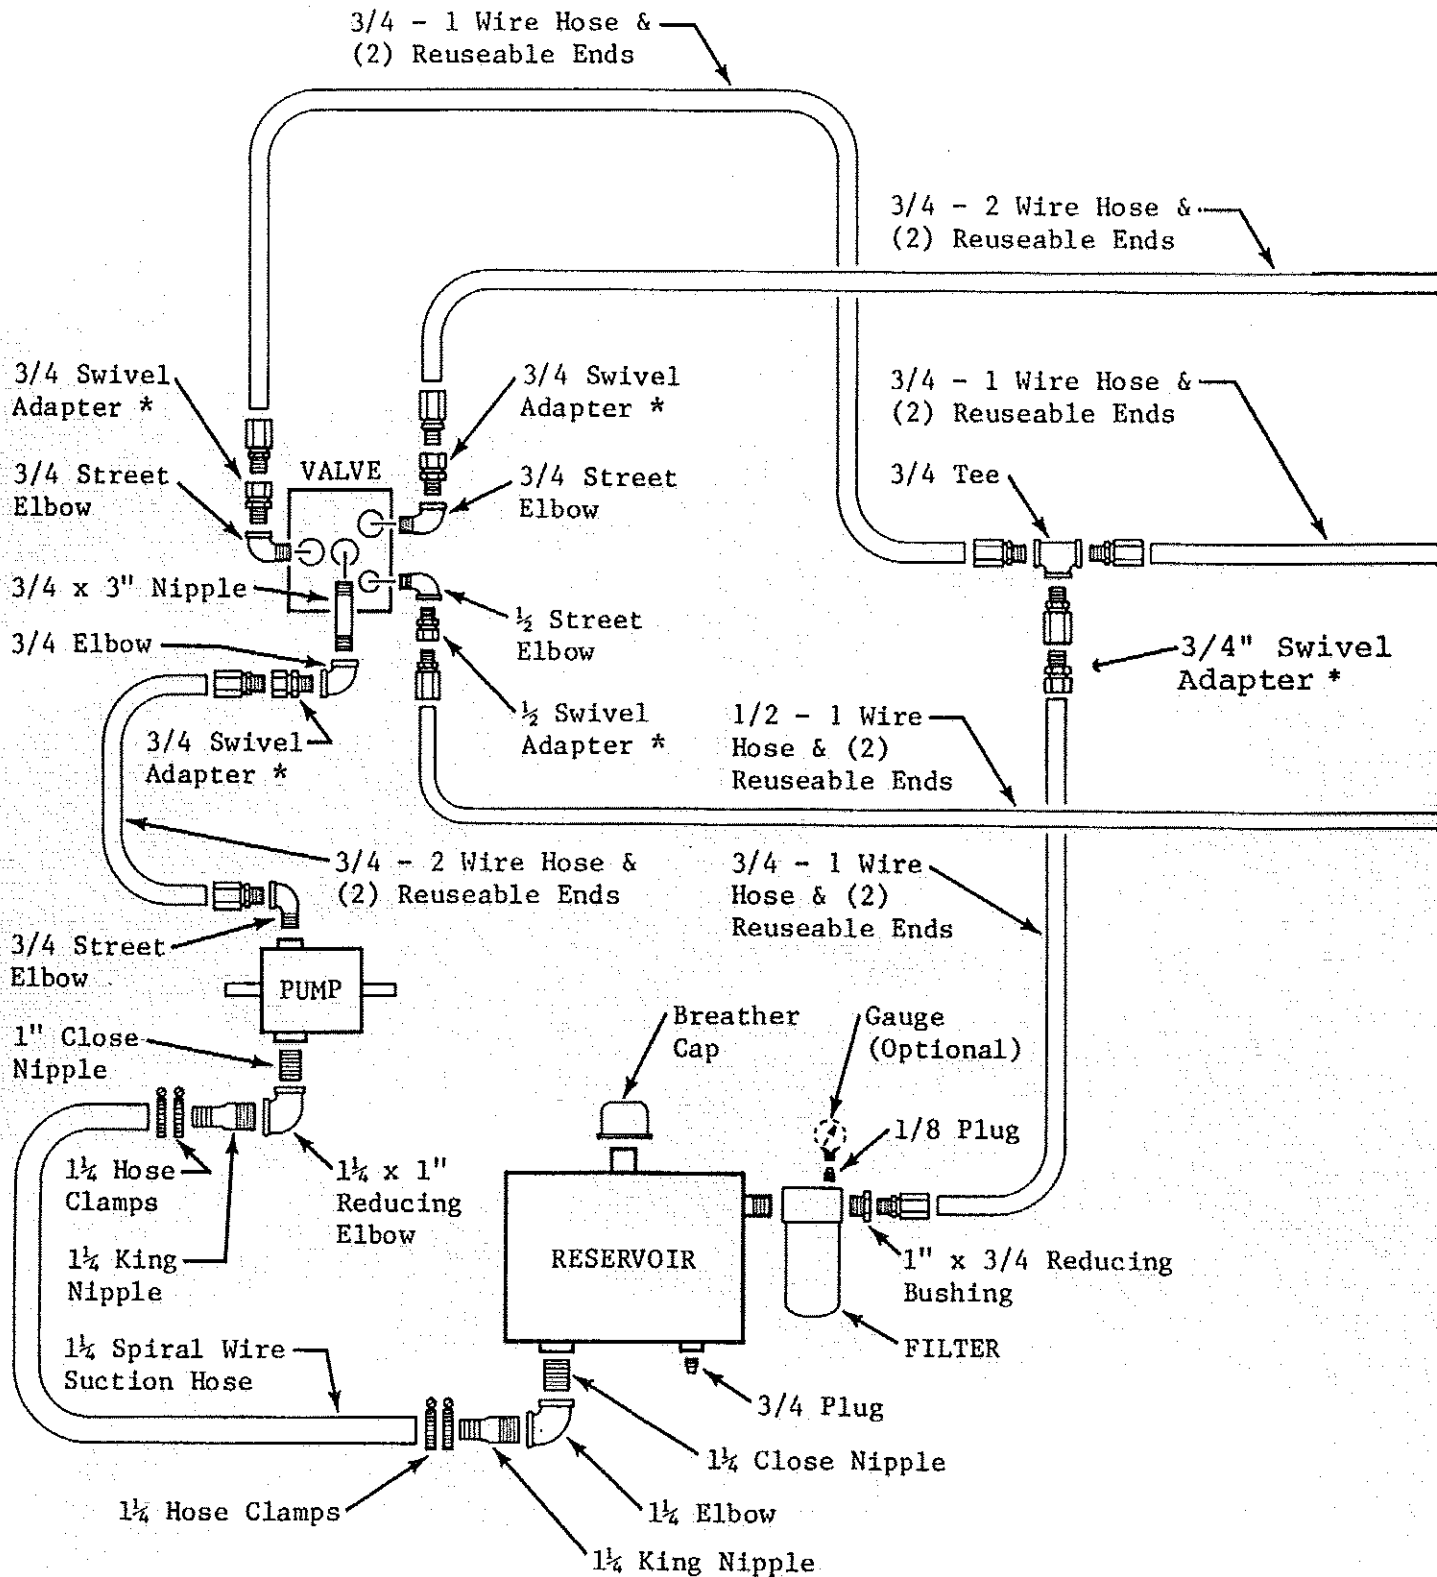 3/4 - 1 Wire Hose &
(2) Reuseable Ends
3/4 - 2 Wire Hose &
(2) Reuseable Ends
3/4 Swivel
Adapter *
3/4 Swivel
Adapter *
3/4 - 1 Wire Hose &
(2) Reuseable Ends
3/4 Street
Elbow
VALVE
3/4 Street
Elbow
3/4 Tee
3/4 x 3" Nipple
½ Street
Elbow
3/4 Elbow
3/4" Swivel
Adapter *
3/4 Swivel
Adapter *
½ Swivel
Adapter *
1/2 - 1 Wire
Hose & (2)
Reuseable Ends
3/4 - 2 Wire Hose &
(2) Reuseable Ends
3/4 - 1 Wire
Hose & (2)
Reuseable Ends
3/4 Street
Elbow
PUMP
1" Close
Nipple
Breather
Cap
Gauge
(Optional)
1/8 Plug
1¼ Hose
Clamps
1¼ x 1"
Reducing
Elbow
1¼ King
Nipple
RESERVOIR
1" x 3/4 Reducing
Bushing
FILTER
1¼ Spiral Wire
Suction Hose
3/4 Plug
1¼ Close Nipple
1¼ Hose Clamps
1¼ Elbow
1¼ King Nipple